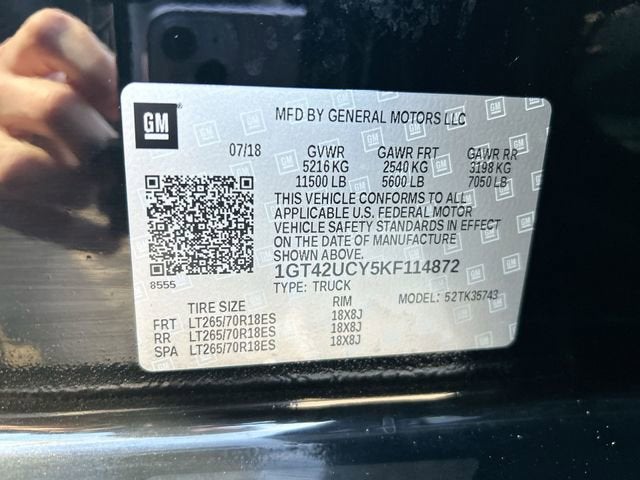 GM
MFD BY GENERAL MOTORS LLC
07/18 GVWR GAWR FRT GAWR RR
5216 KG 2540 KG 3198 KG
11500 LB 5600 LB 7050 LB
THIS VEHICLE CONFORMS TO ALL
APPLICABLE U.S. FEDERAL MOTOR
VEHICLE SAFETY STANDARDS IN EFFECT
ON THE DATE OF MANUFACTURE
SHOWN ABOVE.
8555
1GT42UCY5KF114872
TYPE: TRUCK MODEL: 52TK35743
TIRE SIZE RIM
FRT LT265/70R18ES 18X8J
RR LT265/70R18ES 18X8J
SPA LT265/70R18ES 18X8J